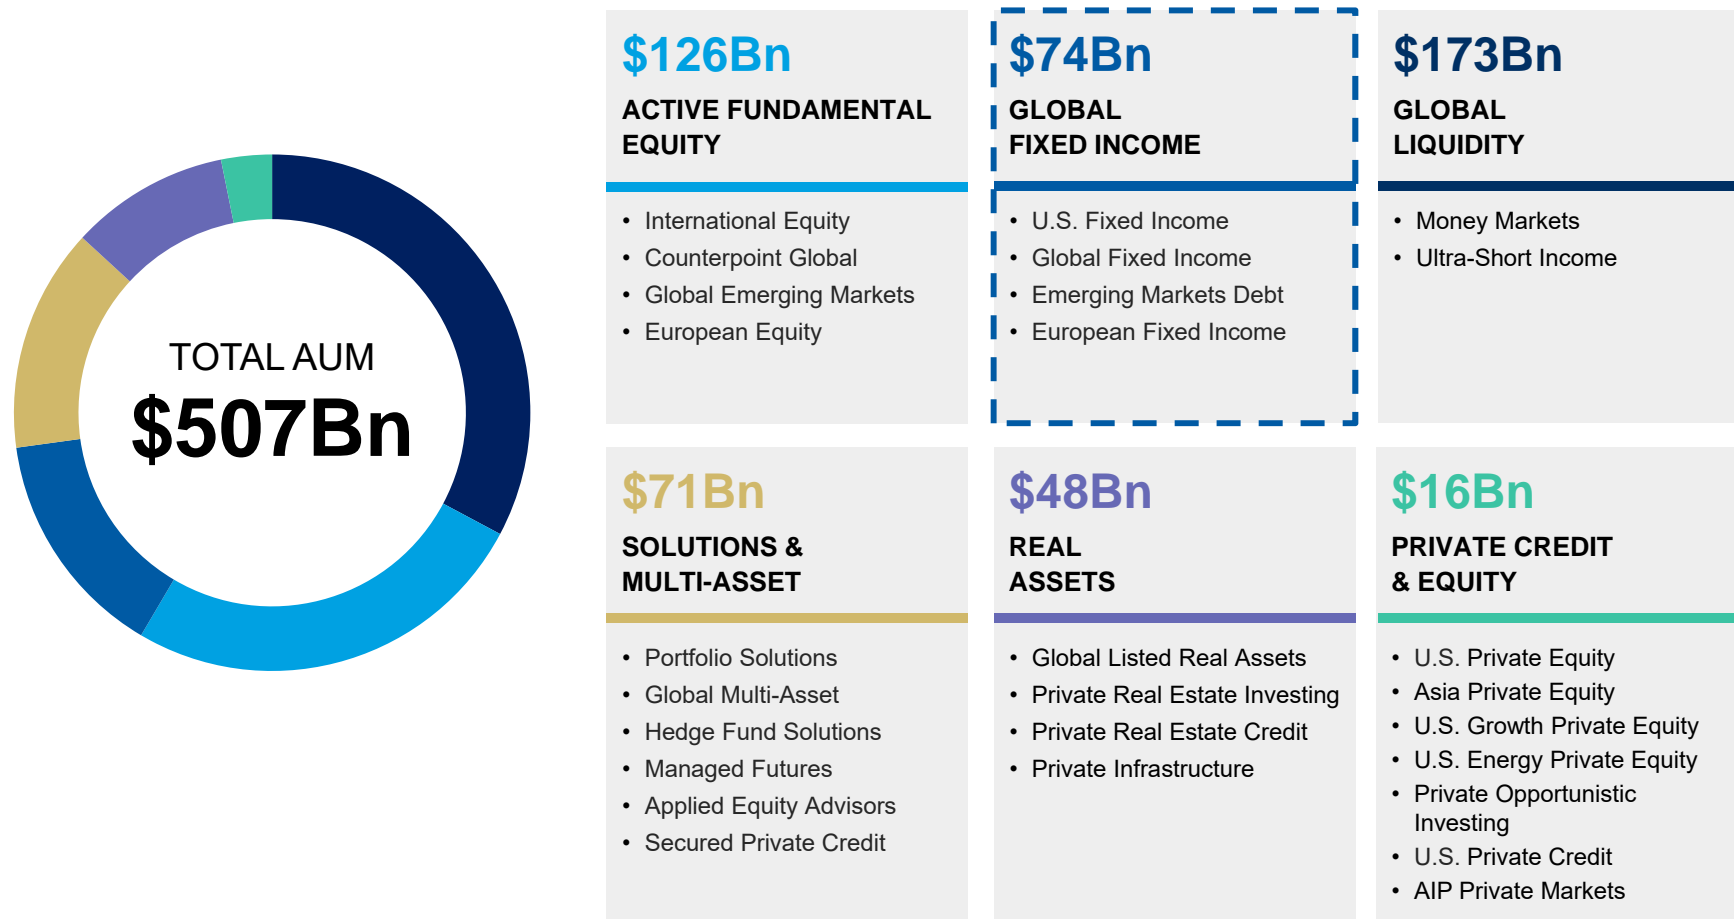 TOTAL AUM
$507Bn
$126Bn
ACTIVE FUNDAMENTAL
EQUITY
• International Equity
• Counterpoint Global
• Global Emerging Markets
• European Equity
$74Bn
GLOBAL
FIXED INCOME
• U.S. Fixed Income
• Global Fixed Income
• Emerging Markets Debt
• European Fixed Income
$173Bn
GLOBAL
LIQUIDITY
• Money Markets
• Ultra-Short Income
$71Bn
SOLUTIONS &
MULTI-ASSET
• Portfolio Solutions
• Global Multi-Asset
• Hedge Fund Solutions
• Managed Futures
• Applied Equity Advisors
• Secured Private Credit
$48Bn
REAL
ASSETS
• Global Listed Real Assets
• Private Real Estate Investing
• Private Real Estate Credit
• Private Infrastructure
$16Bn
PRIVATE CREDIT
& EQUITY
• U.S. Private Equity
• Asia Private Equity
• U.S. Growth Private Equity
• U.S. Energy Private Equity
• Private Opportunistic
Investing
• U.S. Private Credit
• AIP Private Markets